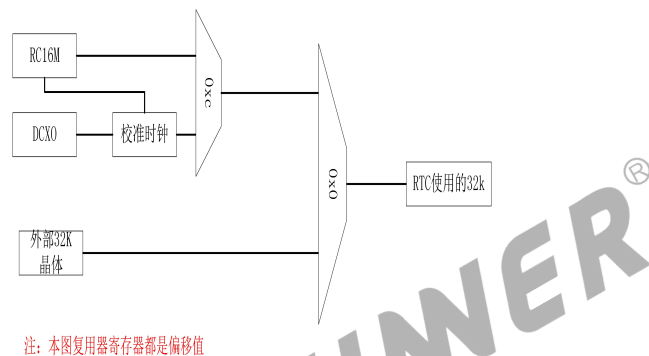 RC16M
0xc
DCXO
校准时钟
0x0
RTC使用的32k
外部32K
晶体
注：本图复用器寄存器都是偏移值
®